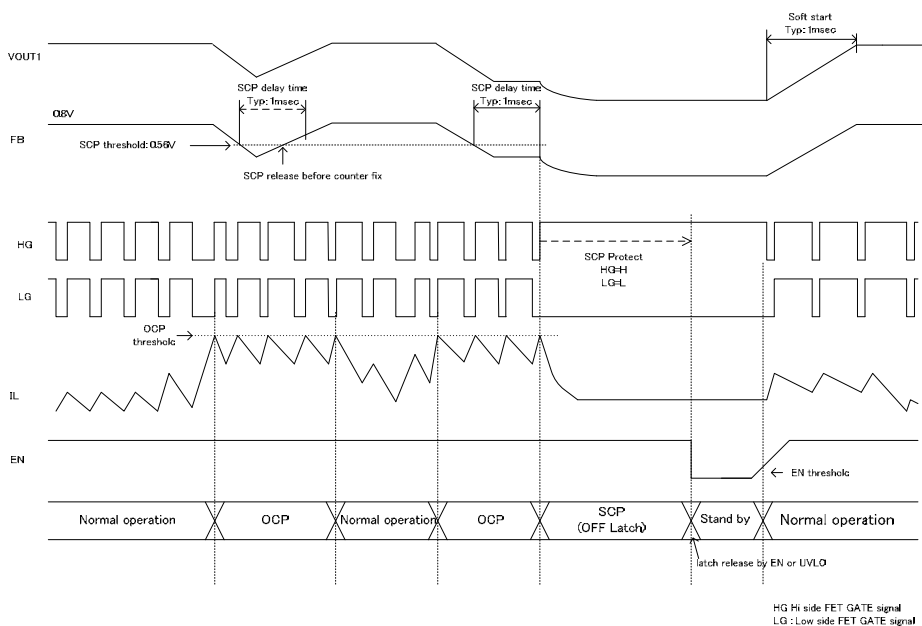 Soft start
Typ: 1msec
VOUT1
SCP delay time
Typ: 1msec
SCP delay time
Typ: 1msec
0.8V
FB
SCP threshold:0.56V
SCP release before counter fix
HG
SCP Protect
HG=H
LG=L
LG
OCP
threshold
IL
EN
EN threshold
Normal operation
OCP
Normal operation
OCP
SCP
(OFF Latch)
Stand by
Normal operation
latch release by EN or UVLO
HG Hi side FET GATE signal
LG : Low side FET GATE signal